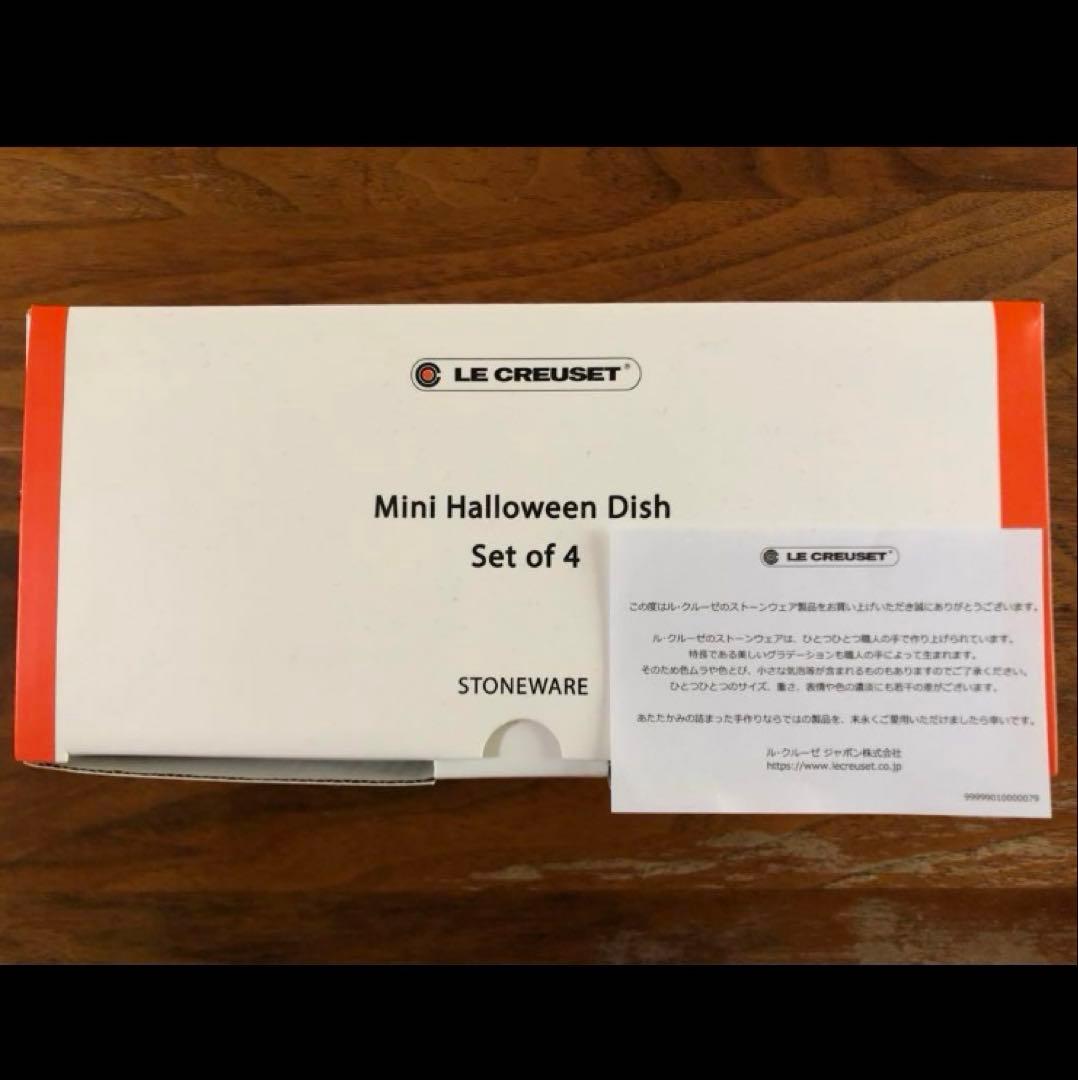 LE CREUSET®
Mini Halloween Dish
Set of 4
STONEWARE
LE CREUSET®
この度はル・クルーゼのストーンウェア製品をお買い上げいただき誠にありがとうございます。
ル・クルーゼのストーンウェアは、ひとつひとつ職人の手で作り上げられています。
特長である美しいグラデーションも職人の手によって生まれます。
そのため色ムラや色とび、小さな気泡等が含まれるものもありますのでご了承ください。
ひとつひとつのサイズ、重さ、表情や色の濃淡にも若干の差がございます。
あたたかみの詰まった手作りならではの製品を、末永くご愛用いただけましたら幸いです。
ル・クルーゼ ジャポン株式会社
https://www.lecreuset.co.jp
99999010000079